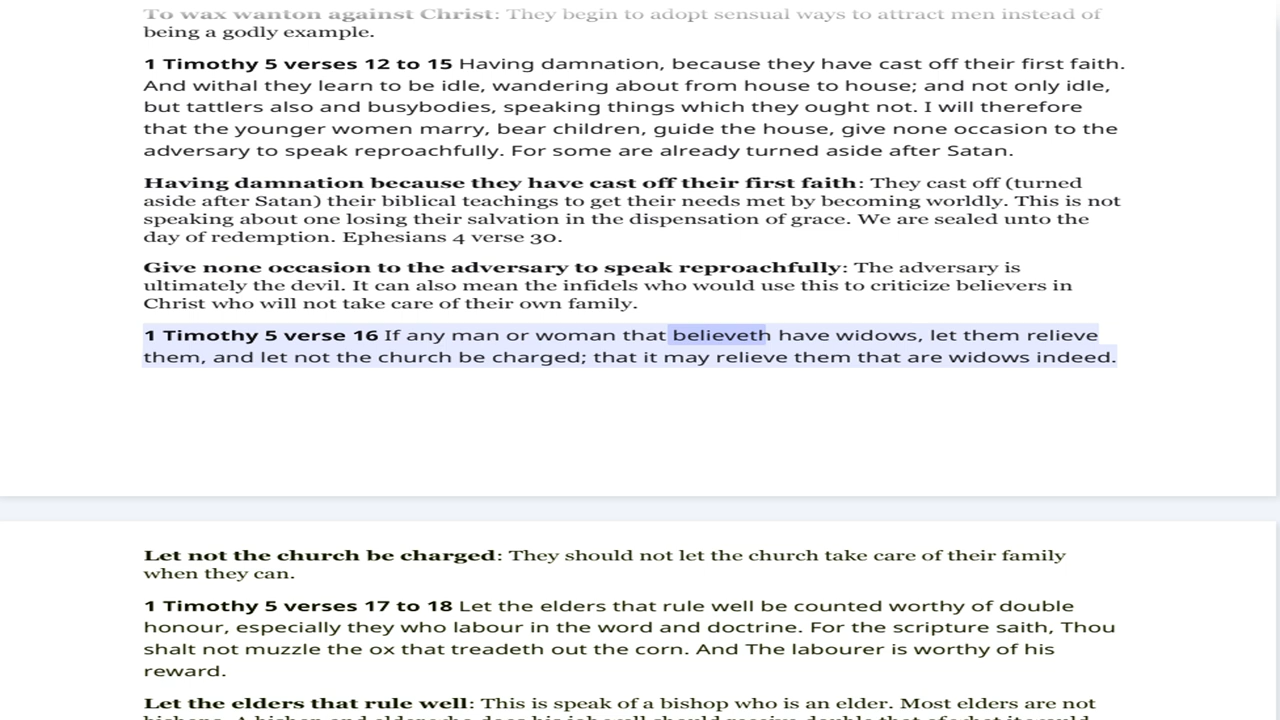 To wax wanton against Christ: They begin to adopt sensual ways to attract men instead of
being a godly example.
1 Timothy 5 verses 12 to 15 Having damnation, because they have cast off their first faith.
And withal they learn to be idle, wandering about from house to house; and not only idle,
but tattlers also and busybodies, speaking things which they ought not. I will therefore
that the younger women marry, bear children, guide the house, give none occasion to the
adversary to speak reproachfully. For some are already turned aside after Satan.
Having damnation because they have cast off their first faith: They cast off (turned
aside after Satan) their biblical teachings to get their needs met by becoming worldly. This is not
speaking about one losing their salvation in the dispensation of grace. We are sealed unto the
day of redemption. Ephesians 4 verse 30.
Give none occasion to the adversary to speak reproachfully: The adversary is
ultimately the devil. It can also mean the infidels who would use this to criticize believers in
Christ who will not take care of their own family.
1 Timothy 5 verse 16 If any man or woman that believeth have widows, let them relieve
them, and let not the church be charged; that it may relieve them that are widows indeed.
Let not the church be charged: They should not let the church take care of their family
when they can.
1 Timothy 5 verses 17 to 18 Let the elders that rule well be counted worthy of double
honour, especially they who labour in the word and doctrine. For the scripture saith, Thou
shalt not muzzle the ox that treadeth out the corn. And The labourer is worthy of his
reward.
Let the elders that rule well: This is speak of a bishop who is an elder. Most elders are not